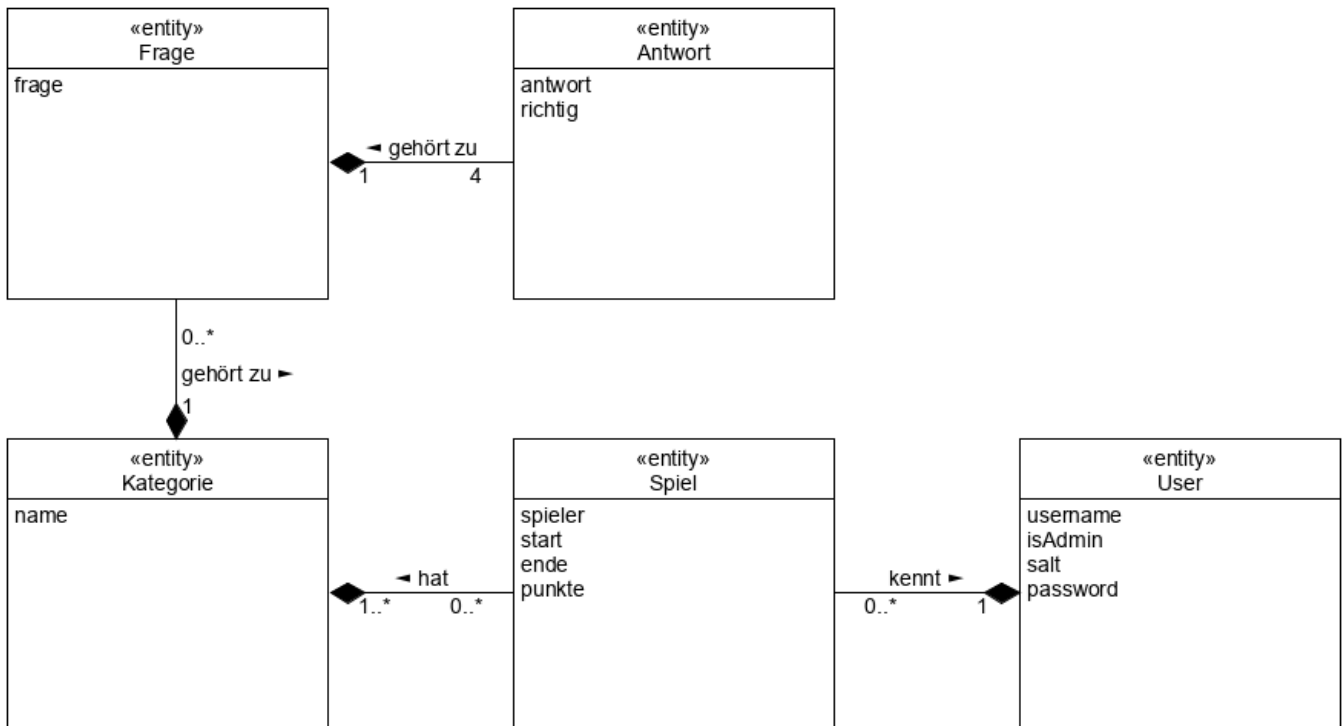 «entity»
Frage
frage
«entity»
Antwort
antwort
richtig
◄ gehört zu
1
4
0..*
gehört zu ►
1
«entity»
Kategorie
name
«entity»
Spiel
spieler
start
ende
punkte
«entity»
User
username
isAdmin
salt
password
◄ hat
1..*
0..*
kennt ►
0..*
1